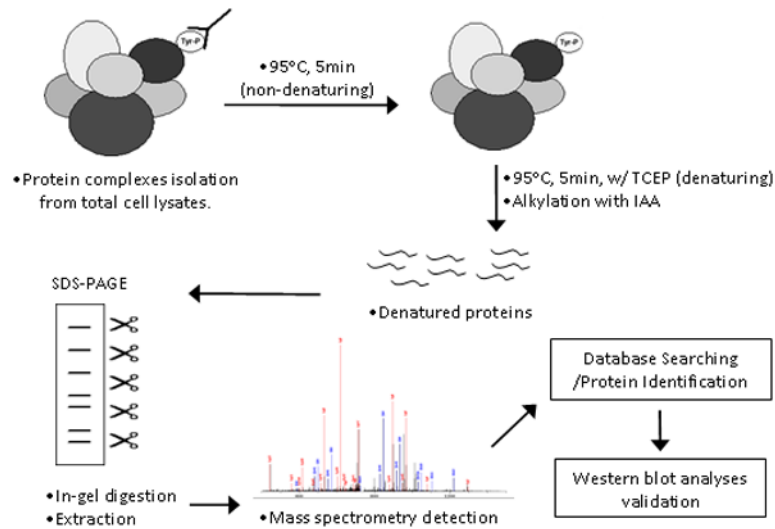 Tyr-P
•95°C, 5min
(non-denaturing)
Tyr-P
•Protein complexes isolation
from total cell lysates.
•95°C, 5min, w/ TCEP (denaturing)
•Alkylation with IAA
•Denatured proteins
SDS-PAGE
•In-gel digestion
•Extraction
•Mass spectrometry detection
Database Searching
/Protein Identification
Western blot analyses
validation